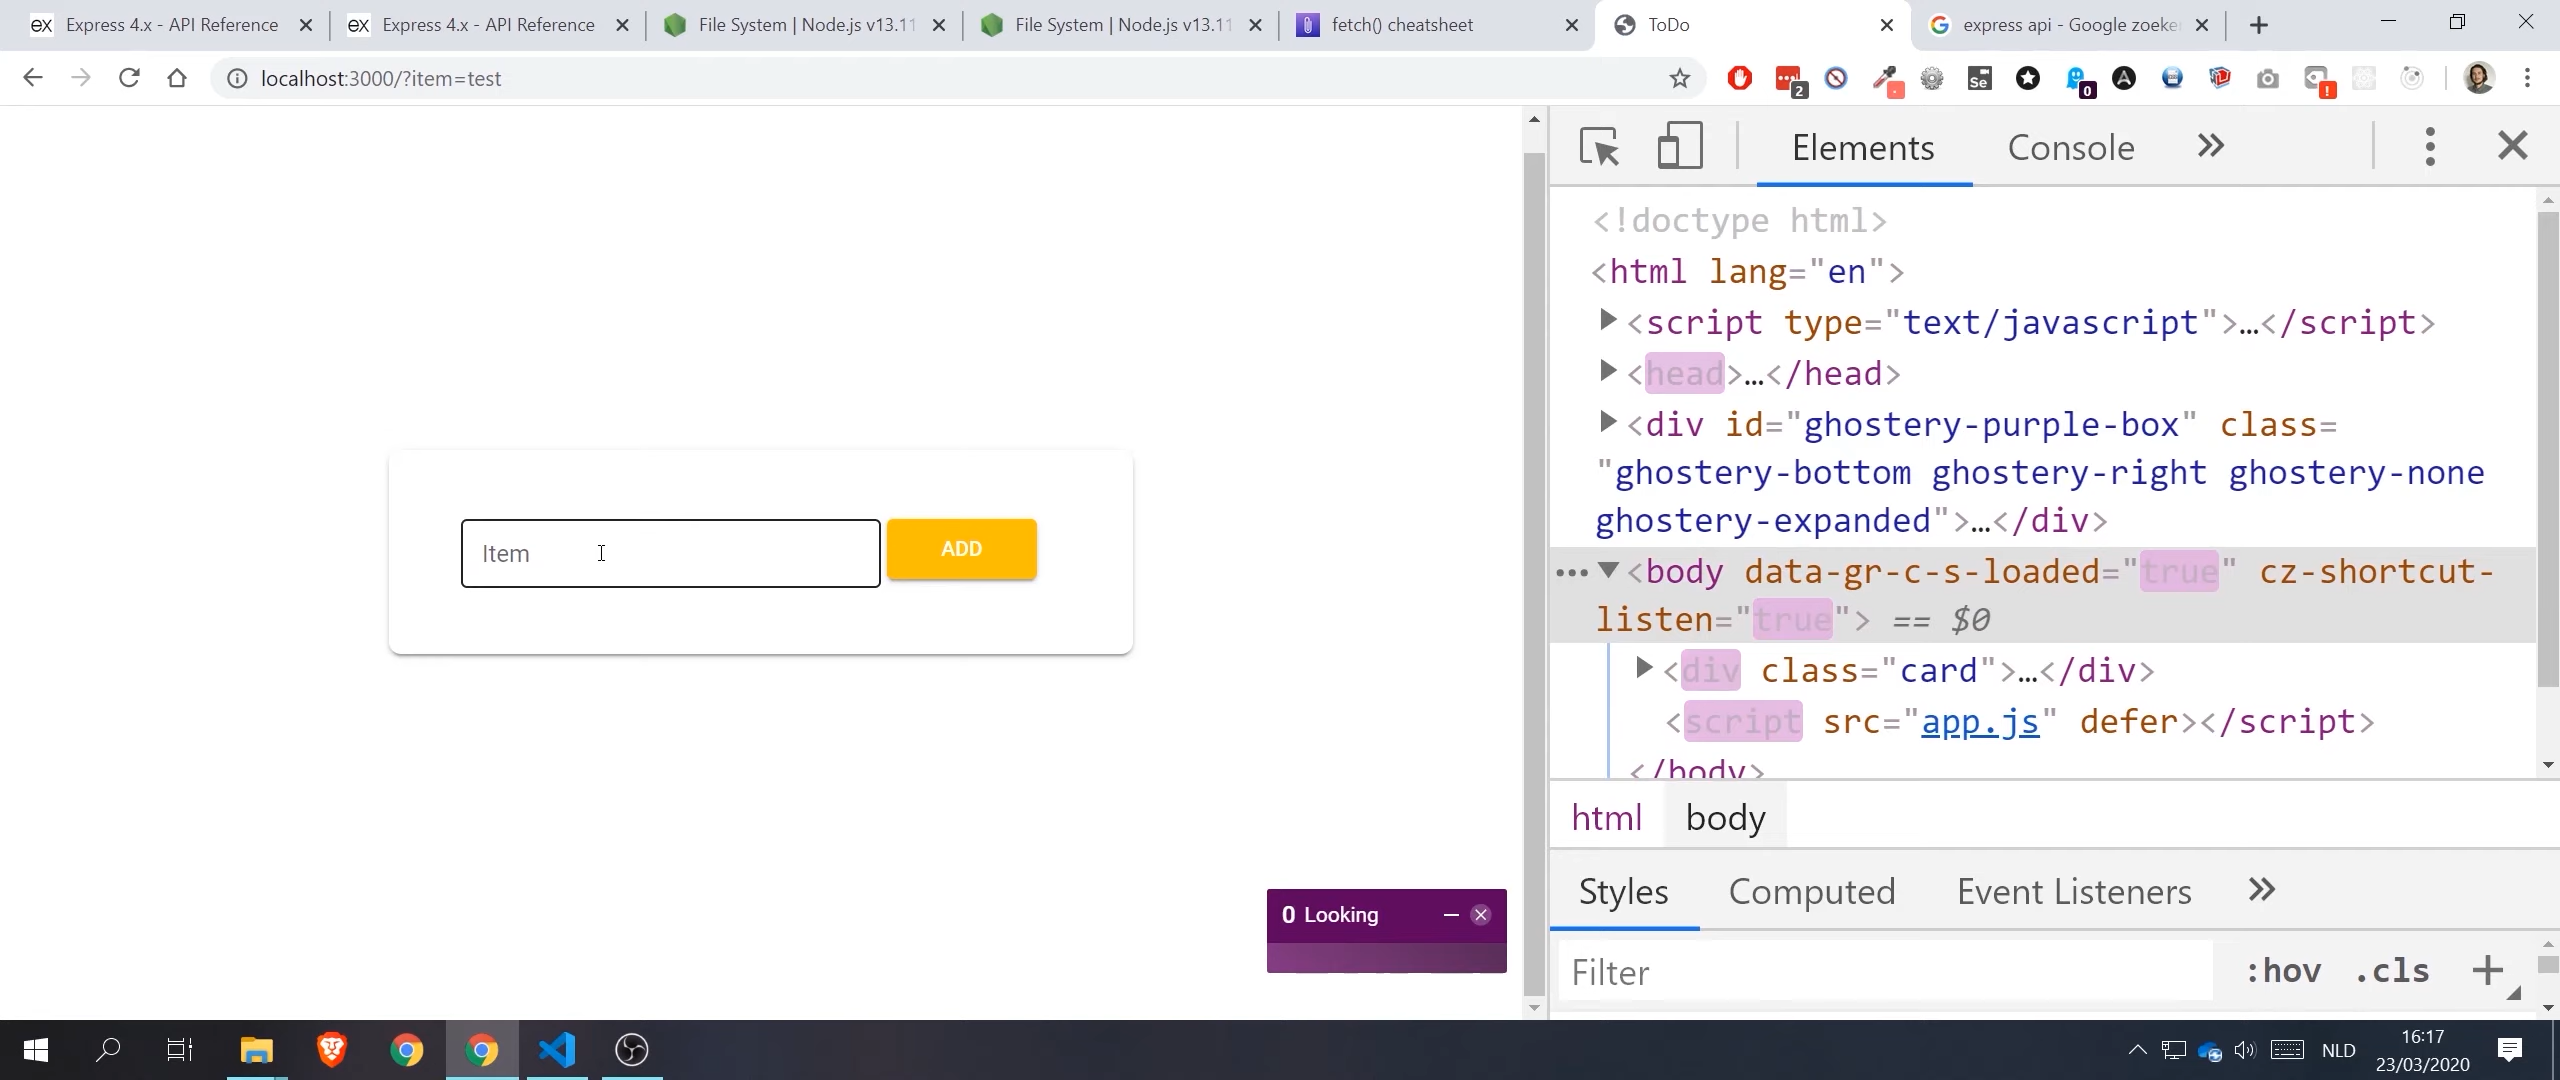 ex Express 4.x - API Reference
ex Express 4.x - API Reference
File System | Node.js v13.11
File System | Node.js v13.11
fetch() cheatsheet
ToDo
express api - Google zoeken
localhost:3000/?item=test
2
Se
0
A
!
Item
ADD
0 Looking
Elements
Console
<!doctype html>
<html lang="en">
<script type="text/javascript">…</script>
<head>…</head>
<div id="ghostery-purple-box" class=
"ghostery-bottom ghostery-right ghostery-none
ghostery-expanded">…</div>
<body data-gr-c-s-loaded="true" cz-shortcut-
listen="true"> == $0
<div class="card">…</div>
<script src="app.js" defer></script>
</body>
html
body
Styles
Computed
Event Listeners
Filter
:hov
.cls
NLD
16:17
23/03/2020